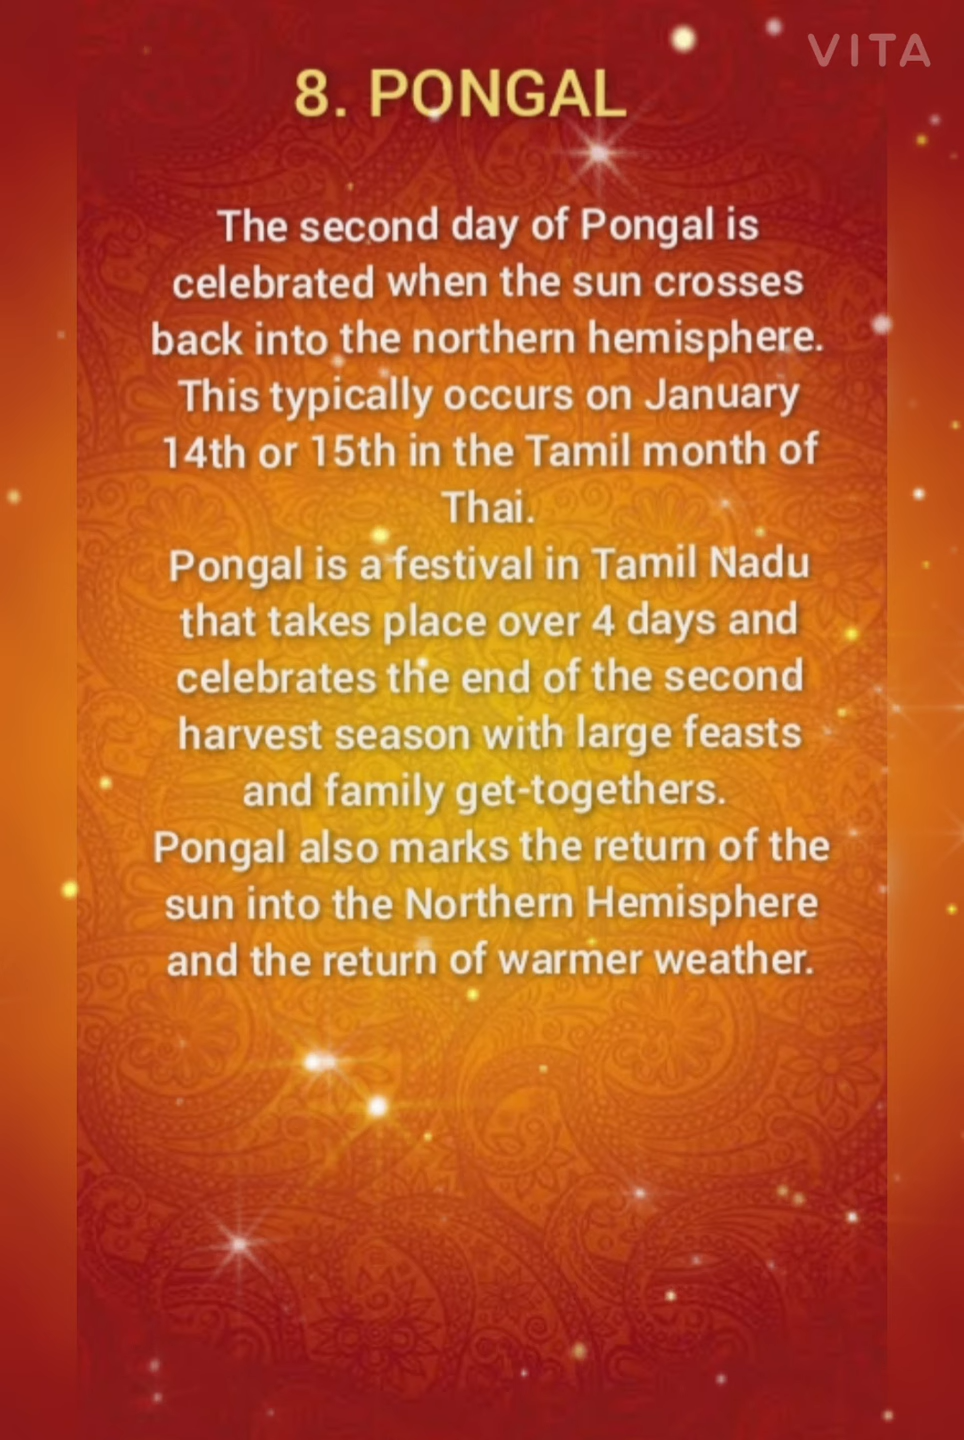 VITA
8. PONGAL
The second day of Pongal is
celebrated when the sun crosses
back into the northern hemisphere.
This typically occurs on January
14th or 15th in the Tamil month of
Thai.
Pongal is a festival in Tamil Nadu
that takes place over 4 days and
celebrates the end of the second
harvest season with large feasts
and family get-togethers.
Pongal also marks the return of the
sun into the Northern Hemisphere
and the return of warmer weather.